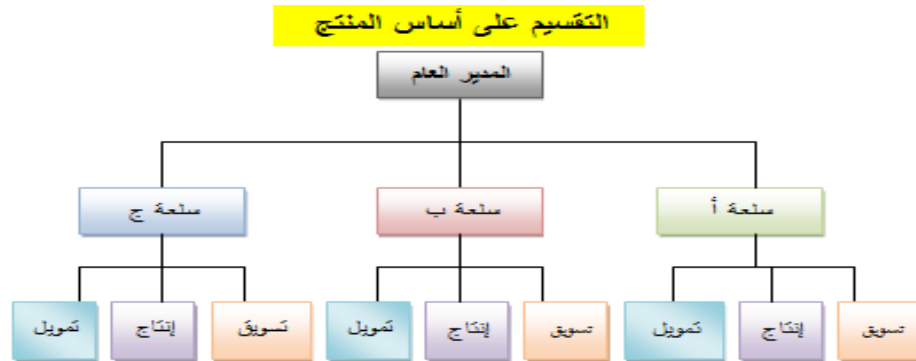 التقسيم على أساس المنتج
المدير العام
سلعة أ
سلعة ب
سلعة ج
تسويق
إنتاج
تمويل
تسويق
إنتاج
تمويل
تسويق
إنتاج
تمويل